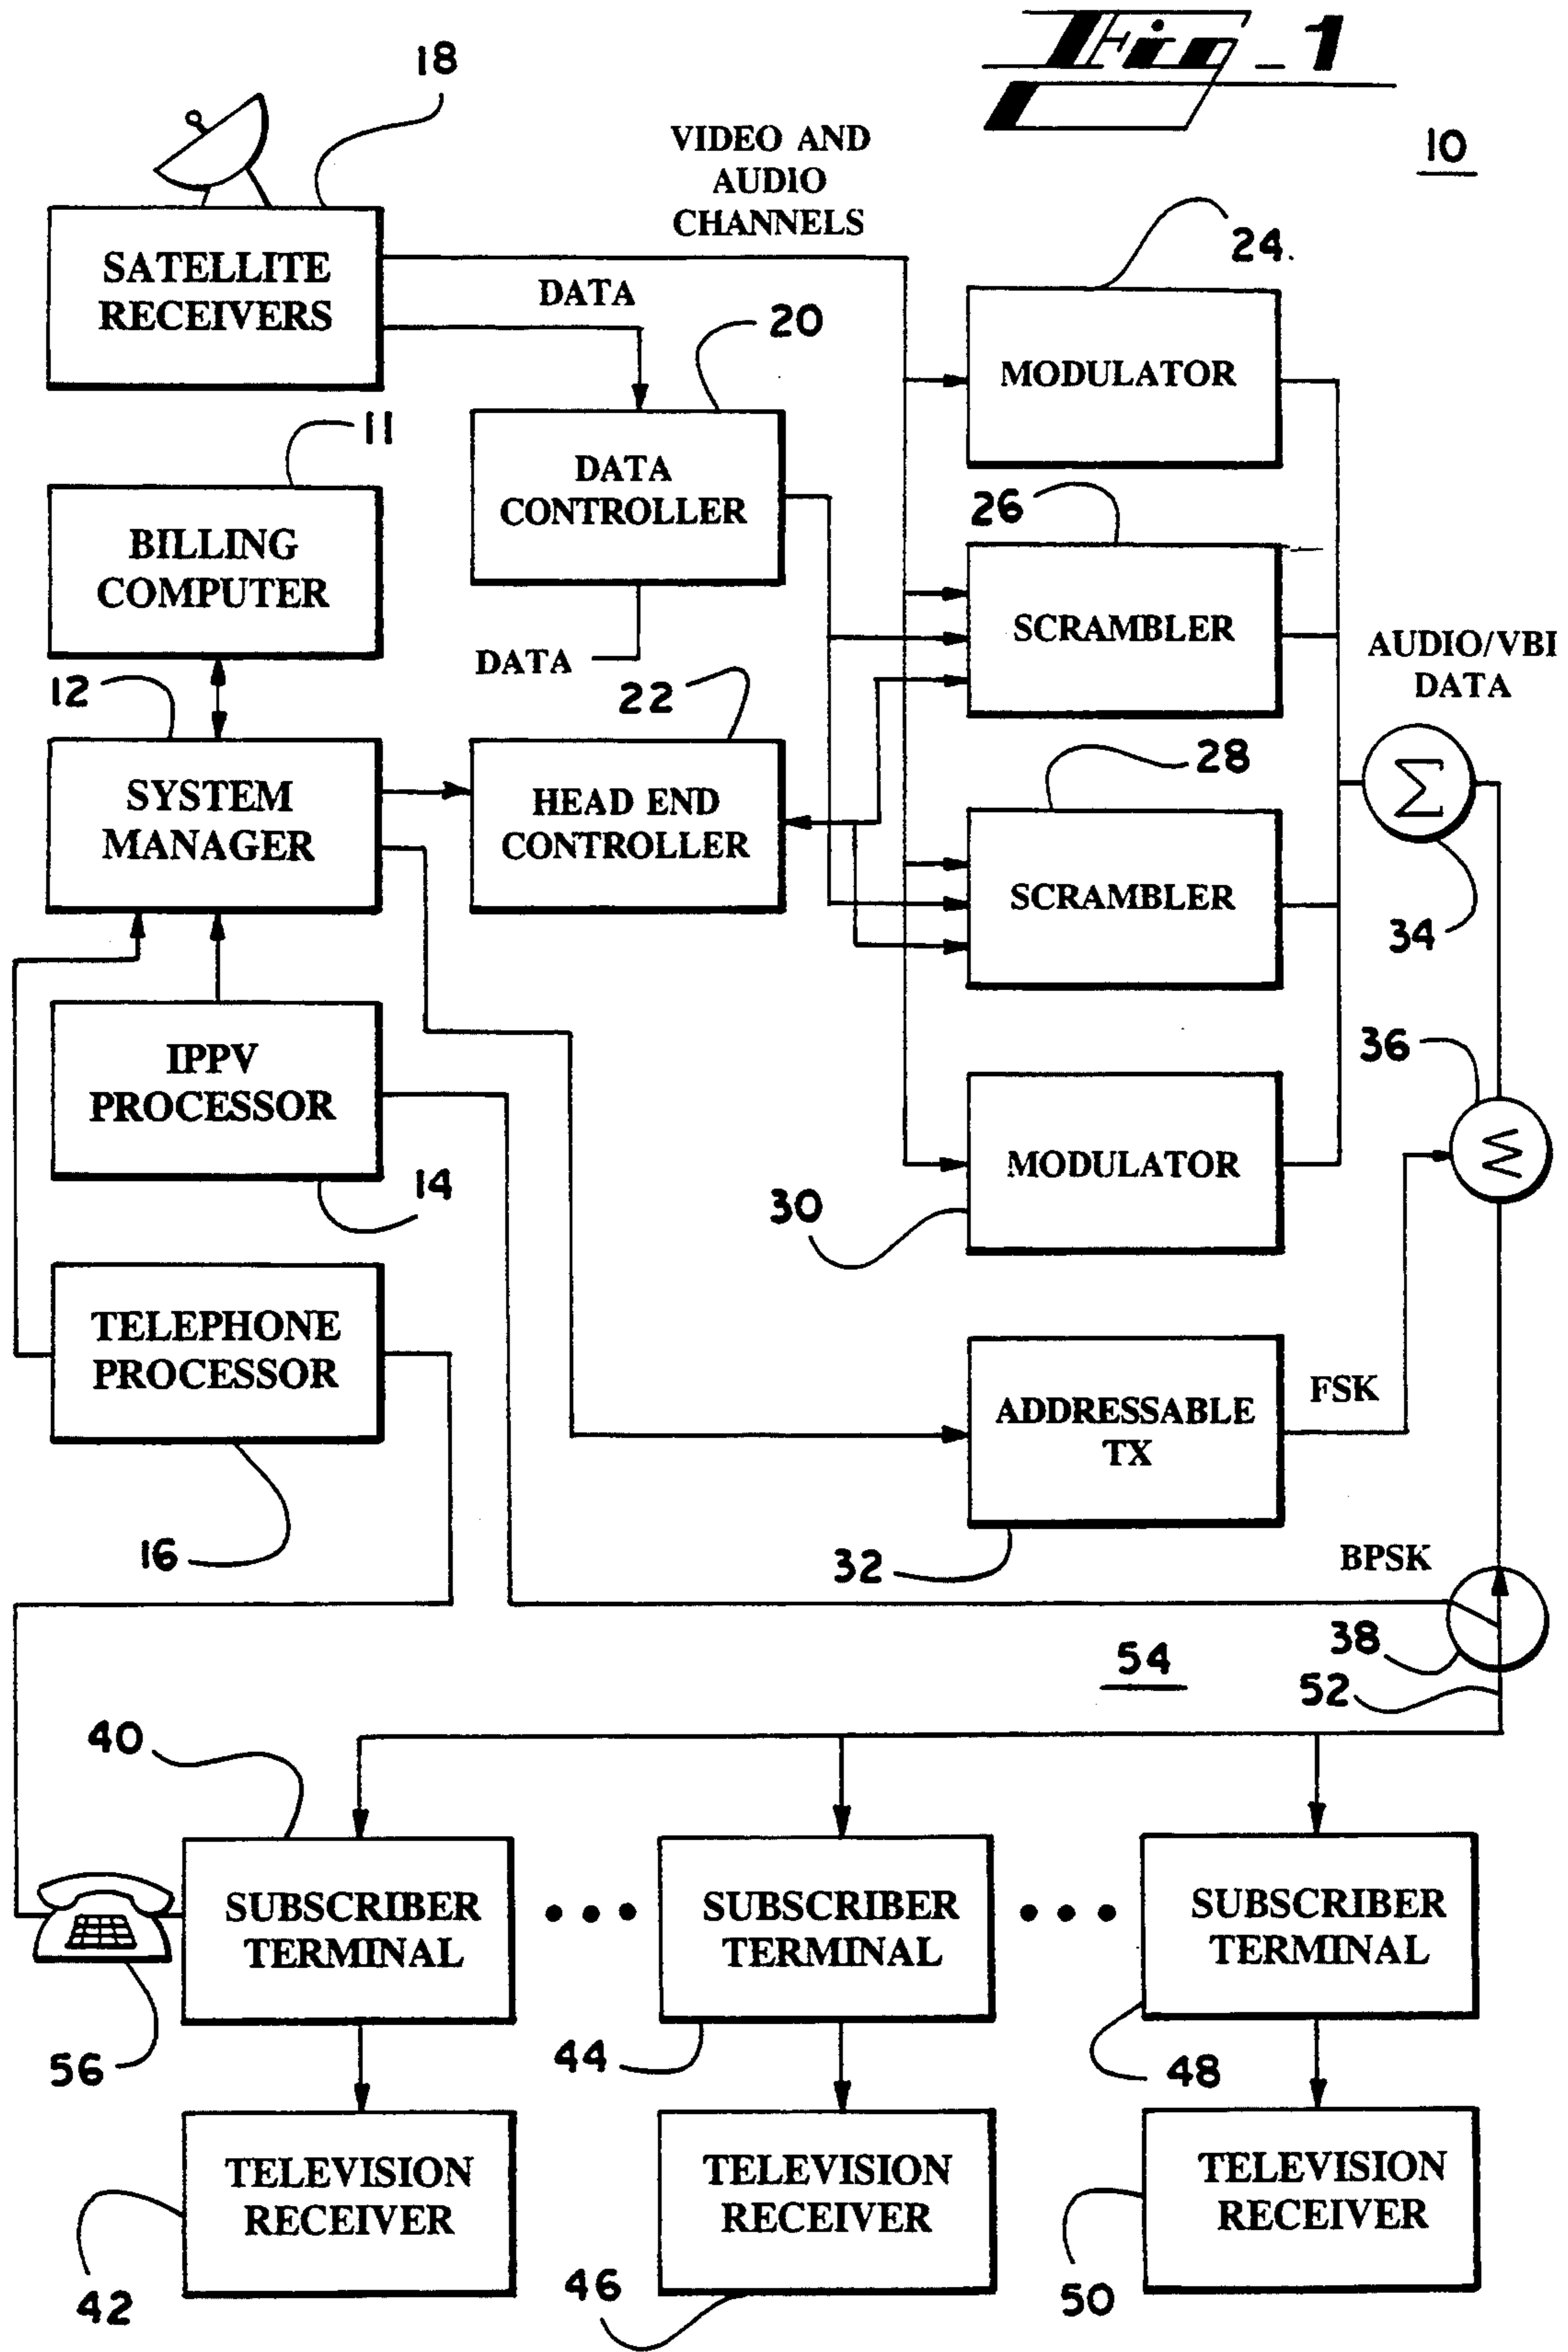 Fig_1
10
18
VIDEO AND
AUDIO
CHANNELS
24
SATELLITE
RECEIVERS
DATA
20
MODULATOR
11
DATA
CONTROLLER
26
BILLING
COMPUTER
SCRAMBLER
DATA
AUDIO/VBI
DATA
12
22
28
SYSTEM
MANAGER
HEAD END
CONTROLLER
Σ
SCRAMBLER
34
36
IPPV
PROCESSOR
Σ
MODULATOR
14
30
TELEPHONE
PROCESSOR
FSK
ADDRESSABLE
TX
16
32
BPSK
38
54
52
40
SUBSCRIBER
TERMINAL
SUBSCRIBER
TERMINAL
SUBSCRIBER
TERMINAL
56
44
48
TELEVISION
RECEIVER
TELEVISION
RECEIVER
TELEVISION
RECEIVER
42
46
50